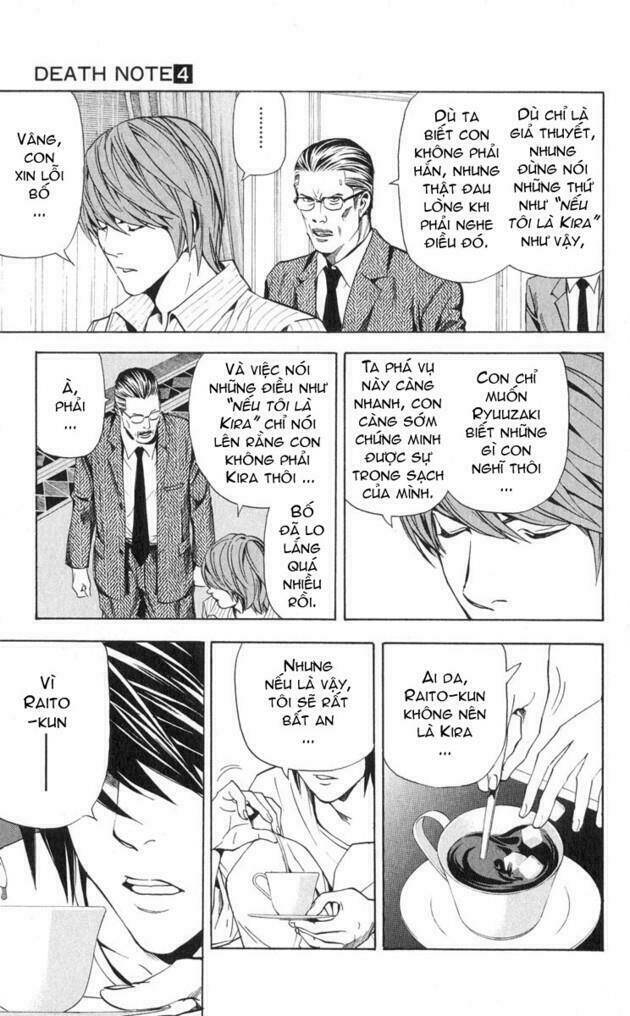 DEATH NOTE 4
DÙ CHỈ LÀ
GIẢ THUYẾT,
NHƯNG
ĐỪNG NÓI
NHỮNG THỨ
NHƯ "NẾU
TÔI LÀ KIRA"
NHƯ VẬY,
DÙ TA
BIẾT CON
KHÔNG PHẢI
HẮN, NHƯNG
THẬT ĐAU
LÒNG KHI
PHẢI NGHE
ĐIỀU ĐÓ.
.........
VÂNG,
CON
XIN LỖI
BỐ
...
CON CHỈ
MUỐN
RYUUZAKI
BIẾT NHỮNG
GÌ CON
NGHĨ THÔI
...
TA PHÁ VỤ
NÀY CÀNG
NHANH, CON
CÀNG SỚM
CHỨNG MINH
ĐƯỢC SỰ
TRONG SẠCH
CỦA MÌNH.
VÀ VIỆC NÓI
NHỮNG ĐIỀU NHƯ
"NẾU TÔI LÀ
KIRA" CHỈ NÓI
LÊN RẰNG CON
KHÔNG PHẢI
KIRA THÔI ...
BỐ
ĐÃ LO
LẮNG
QUÁ
NHIỀU
RỒI.
À,
PHẢI
...
AI DA,
RAITO-KUN
KHÔNG NÊN
LÀ KIRA
...
NHƯNG
NẾU LÀ VẬY,
TÔI SẼ RẤT
BẤT AN
...
VÌ
RAITO
-KUN
—